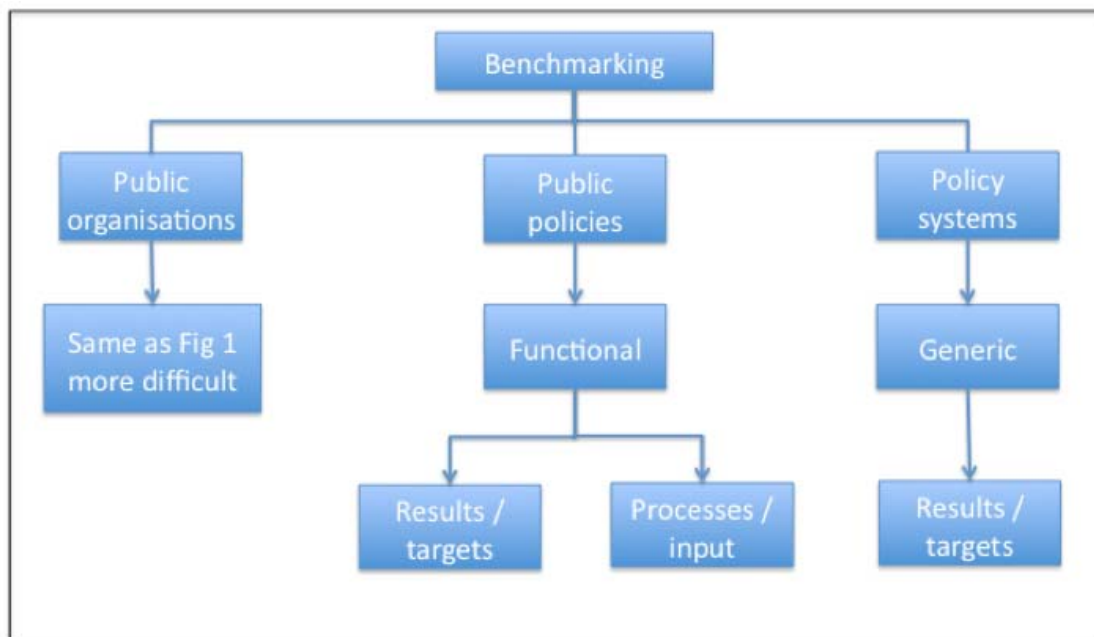 Benchmarking
Public
organisations
Public
policies
Policy
systems
Same as Fig 1
more difficult
Functional
Generic
Results /
targets
Processes /
input
Results /
targets